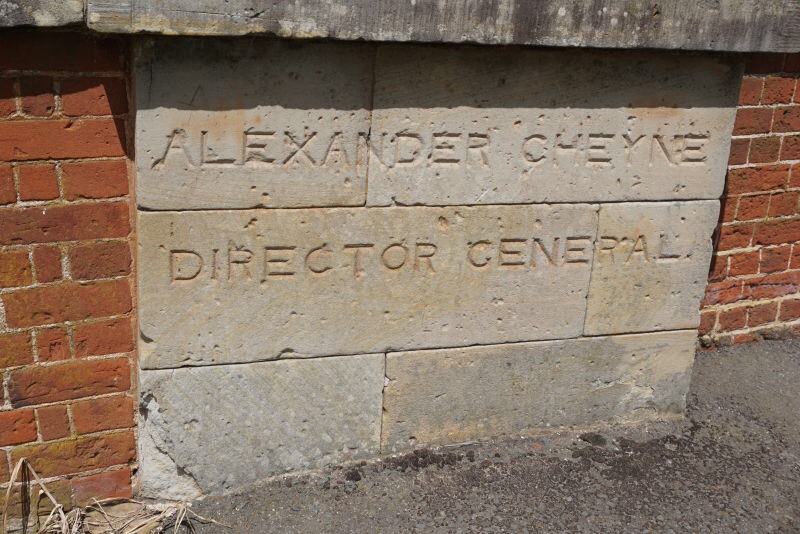 ALEXANDER CHEYNE
DIRECTOR GENERAL